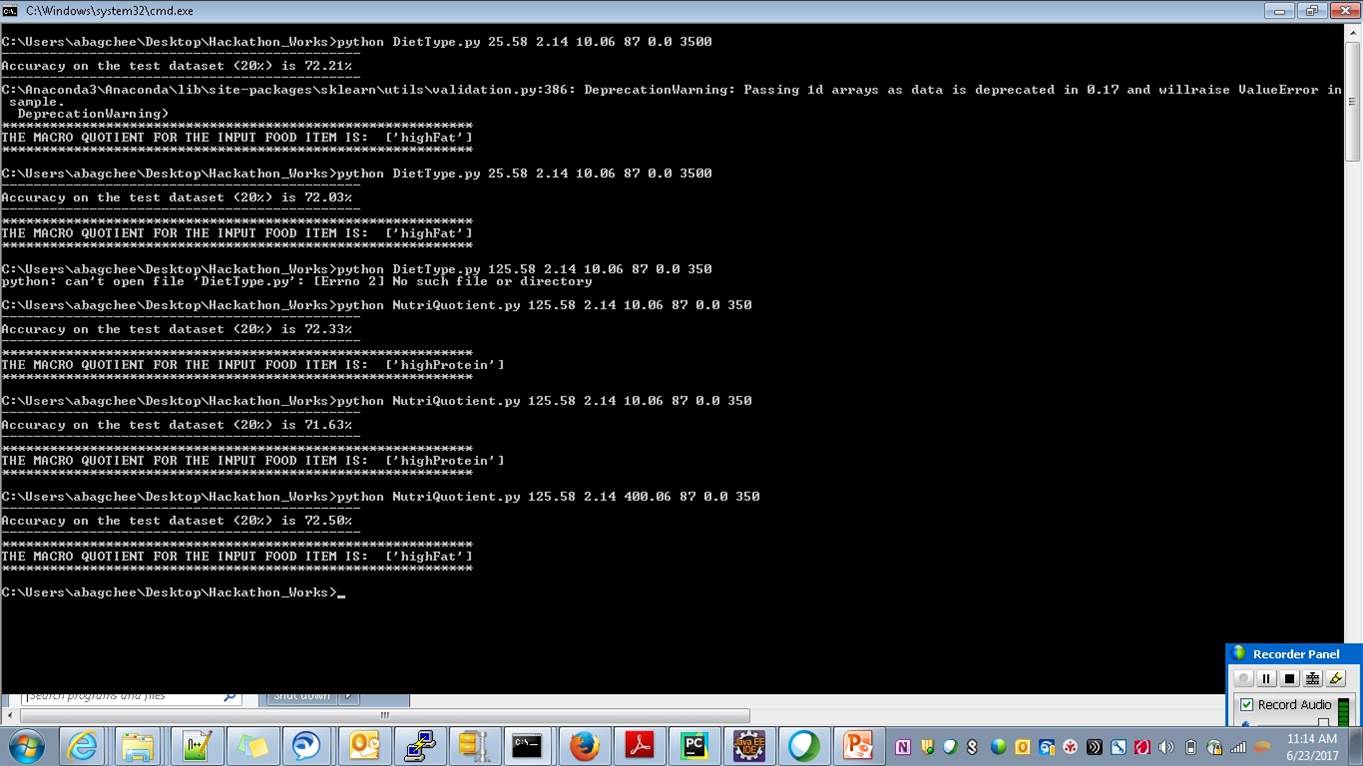 C:\Windows\system32\cmd.exe
C:\Users\abagchee\Desktop\Hackathon_Works>python DietType.py 25.58 2.14 10.06 87 0.0 3500
---------------------------------------------
Accuracy on the test dataset (20%) is 72.21%
---------------------------------------------
C:\Anaconda3\Anaconda\lib\site-packages\sklearn\utils\validation.py:386: DeprecationWarning: Passing 1d arrays as data is deprecated in 0.17 and willraise ValueError in
sample.
DeprecationWarning)
***********************************************************
THE MACRO QUOTIENT FOR THE INPUT FOOD ITEM IS:  ['highFat']
***********************************************************
C:\Users\abagchee\Desktop\Hackathon_Works>python DietType.py 25.58 2.14 10.06 87 0.0 3500
---------------------------------------------
Accuracy on the test dataset (20%) is 72.03%
---------------------------------------------
***********************************************************
THE MACRO QUOTIENT FOR THE INPUT FOOD ITEM IS:  ['highFat']
***********************************************************
C:\Users\abagchee\Desktop\Hackathon_Works>python DietType.py 125.58 2.14 10.06 87 0.0 350
python: can't open file 'DietType.py': [Errno 2] No such file or directory
C:\Users\abagchee\Desktop\Hackathon_Works>python NutriQuotient.py 125.58 2.14 10.06 87 0.0 350
---------------------------------------------
Accuracy on the test dataset (20%) is 72.33%
---------------------------------------------
***********************************************************
THE MACRO QUOTIENT FOR THE INPUT FOOD ITEM IS:  ['highProtein']
***********************************************************
C:\Users\abagchee\Desktop\Hackathon_Works>python NutriQuotient.py 125.58 2.14 10.06 87 0.0 350
---------------------------------------------
Accuracy on the test dataset (20%) is 71.63%
---------------------------------------------
***********************************************************
THE MACRO QUOTIENT FOR THE INPUT FOOD ITEM IS:  ['highProtein']
***********************************************************
C:\Users\abagchee\Desktop\Hackathon_Works>python NutriQuotient.py 125.58 2.14 400.06 87 0.0 350
---------------------------------------------
Accuracy on the test dataset (20%) is 72.50%
---------------------------------------------
***********************************************************
THE MACRO QUOTIENT FOR THE INPUT FOOD ITEM IS:  ['highFat']
***********************************************************
C:\Users\abagchee\Desktop\Hackathon_Works>_
Recorder Panel
Record Audio
Search programs and files
Shut down
Java EE
IDE
11:14 AM
6/23/2017